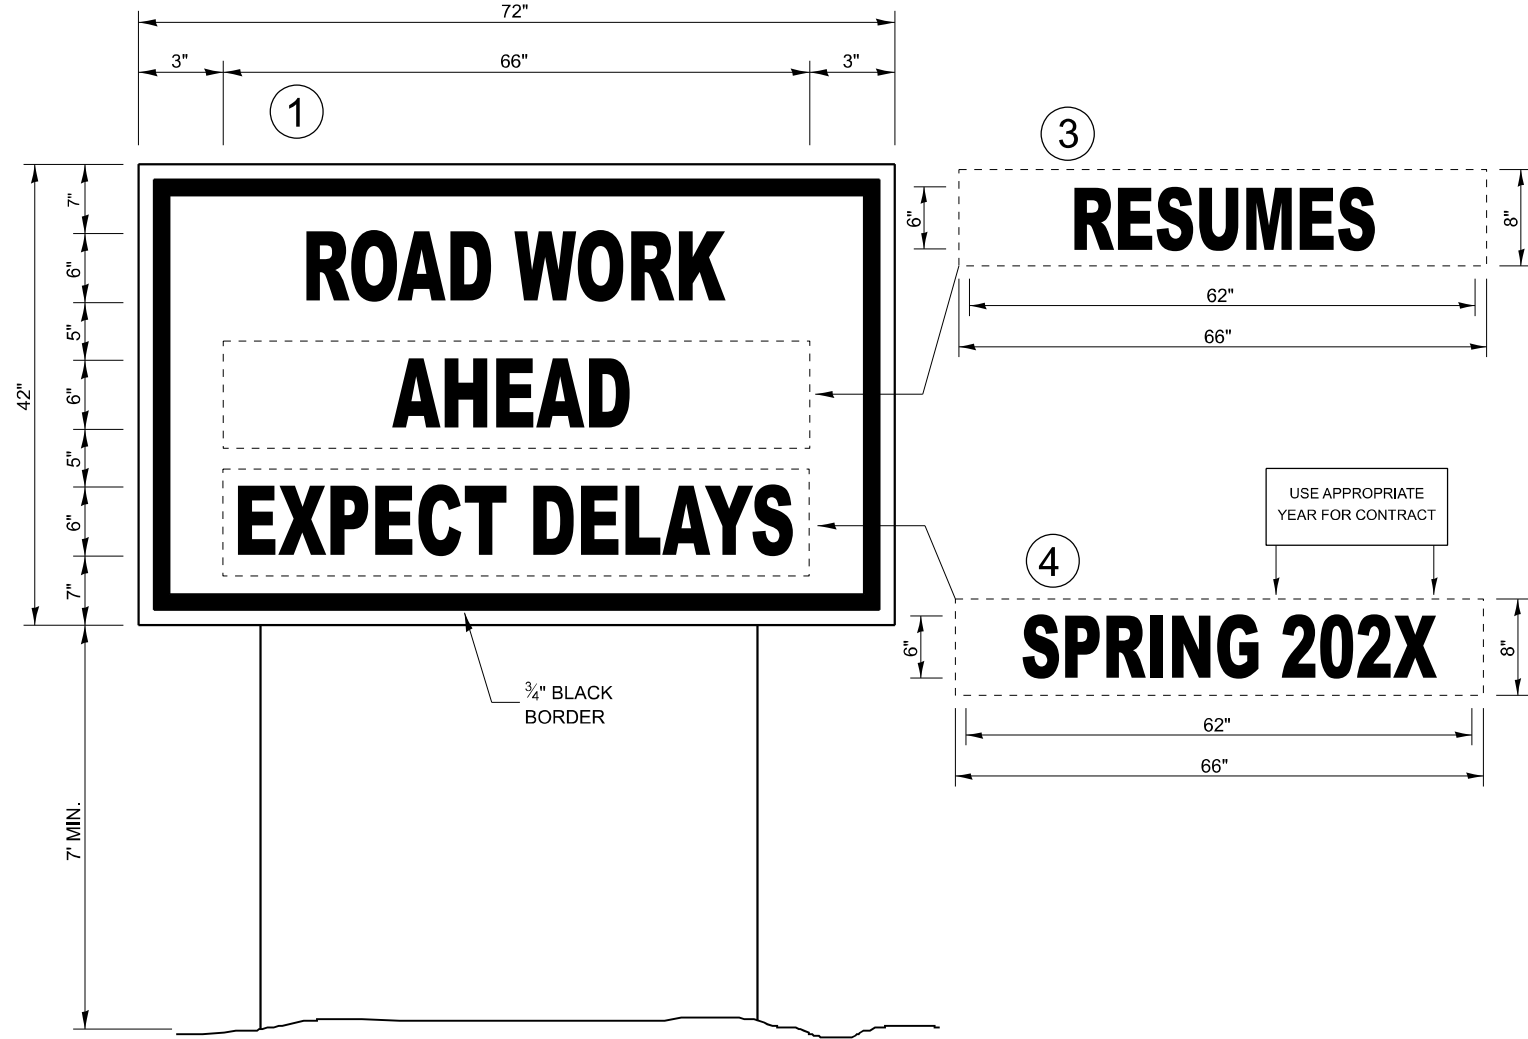 72"
3" 66" 3"
1
3
7"
6"
5"
6"
5"
6"
7"
42"
7' MIN.
ROAD WORK
AHEAD
EXPECT DELAYS
¾" BLACK
BORDER
6"
RESUMES
8"
62"
66"
USE APPROPRIATE
YEAR FOR CONTRACT
4
6"
SPRING 202X
8"
62"
66"